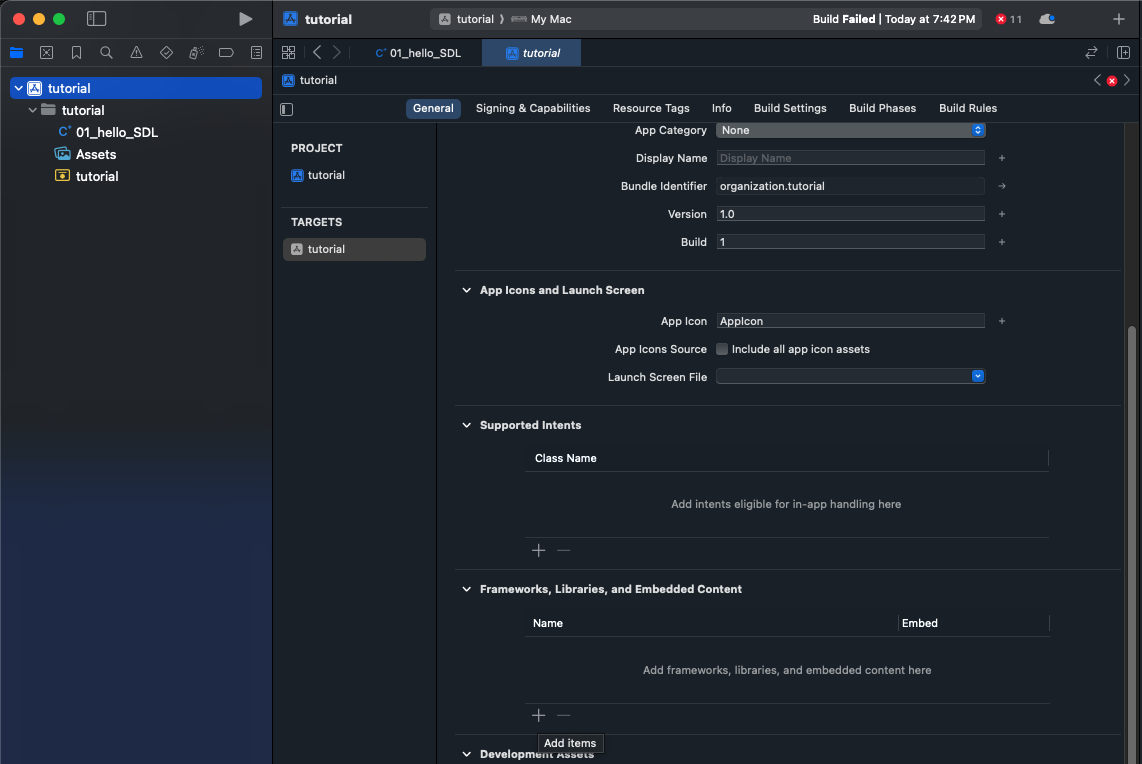 tutorial
tutorial ⟩ My Mac
Build Failed | Today at 7:42 PM
11
C+ 01_hello_SDL
tutorial
tutorial
tutorial
General
Signing & Capabilities
Resource Tags
Info
Build Settings
Build Phases
Build Rules
tutorial
C+ 01_hello_SDL
Assets
tutorial
PROJECT
tutorial
TARGETS
tutorial
App Category None
Display Name Display Name
Bundle Identifier organization.tutorial
Version 1.0
Build 1
App Icons and Launch Screen
App Icon AppIcon
App Icons Source Include all app icon assets
Launch Screen File
Supported Intents
Class Name
Add intents eligible for in-app handling here
Frameworks, Libraries, and Embedded Content
Name Embed
Add frameworks, libraries, and embedded content here
Add items
Development Assets